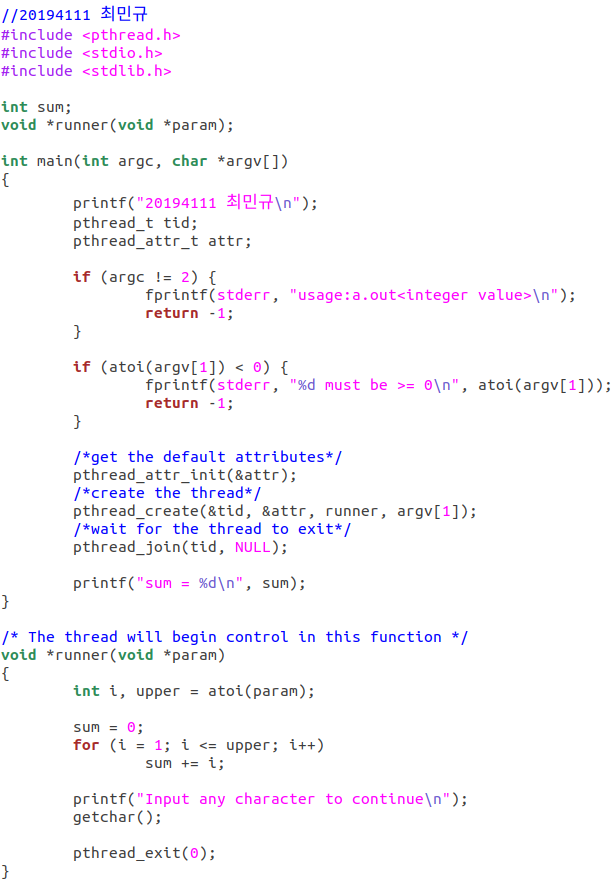 //20194111 최민규
#include <pthread.h>
#include <stdio.h>
#include <stdlib.h>

int sum;
void *runner(void *param);

int main(int argc, char *argv[])
{
        printf("20194111 최민규\n");
        pthread_t tid;
        pthread_attr_t attr;

        if (argc != 2) {
                fprintf(stderr, "usage:a.out<integer value>\n");
                return -1;
        }

        if (atoi(argv[1]) < 0) {
                fprintf(stderr, "%d must be >= 0\n", atoi(argv[1]));
                return -1;
        }

        /*get the default attributes*/
        pthread_attr_init(&attr);
        /*create the thread*/
        pthread_create(&tid, &attr, runner, argv[1]);
        /*wait for the thread to exit*/
        pthread_join(tid, NULL);

        printf("sum = %d\n", sum);
}

/* The thread will begin control in this function */
void *runner(void *param)
{
        int i, upper = atoi(param);

        sum = 0;
        for (i = 1; i <= upper; i++)
                sum += i;

        printf("Input any character to continue\n");
        getchar();

        pthread_exit(0);
}